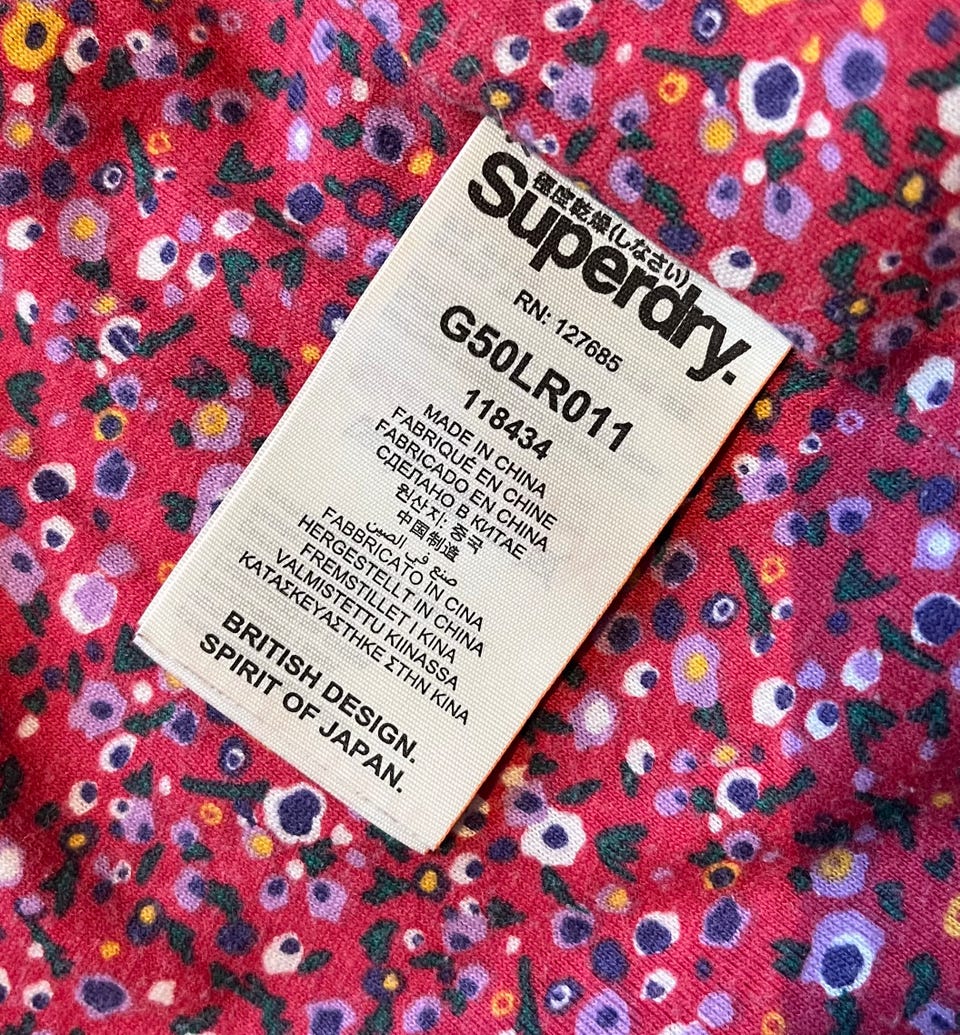 極度乾燥(しなさい)
Superdry.
RN: 127685
G50LR011
118434
MADE IN CHINA
FABRIQUÉ EN CHINE
FABRICADO EN CHINA
СДЕЛАНО В КИТАЕ
원산지: 중국
中国制造
صنع في الصين
FABBRICATO IN CINA
HERGESTELLT IN CHINA
FREMSTILLET I KINA
VALMISTETTU KIINASSA
ΚΑΤΑΣΚΕΥΑΣΤΗΚΕ ΣΤΗΝ ΚΙΝΑ
BRITISH DESIGN.
SPIRIT OF JAPAN.